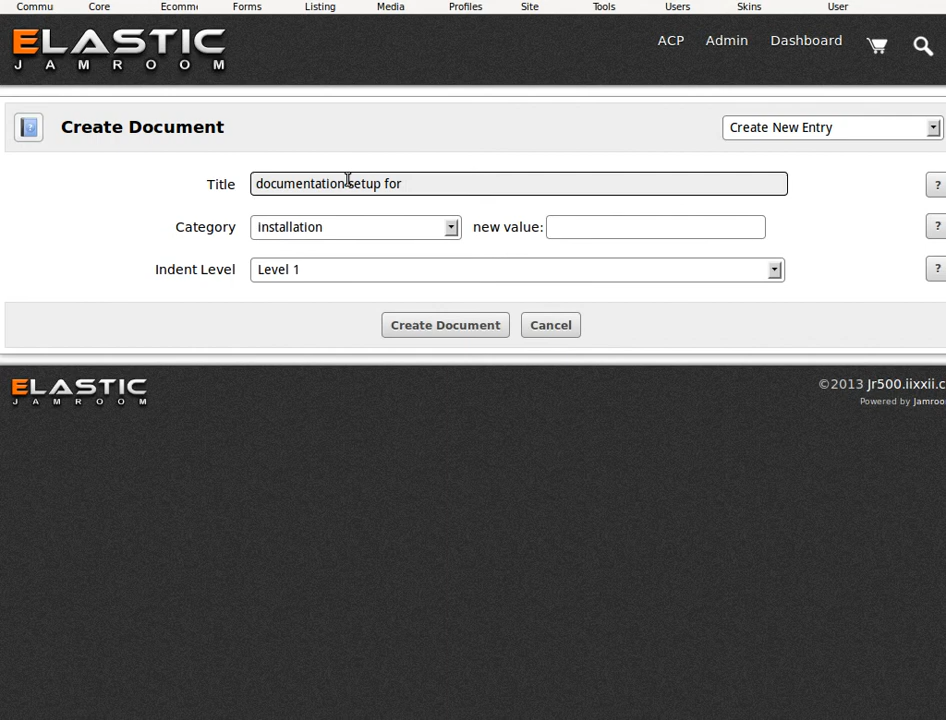 Commu Core Ecomm Forms Listing Media Profiles Site Tools Users Skins User
ELASTIC
JAMROOM
ACP Admin Dashboard
Create Document
Create New Entry
Title documentation setup for ?
Category Installation new value: ?
Indent Level Level 1 ?
Create Document Cancel
ELASTIC
JAMROOM
©2013 Jr500.iixxii.c
Powered by Jamroo